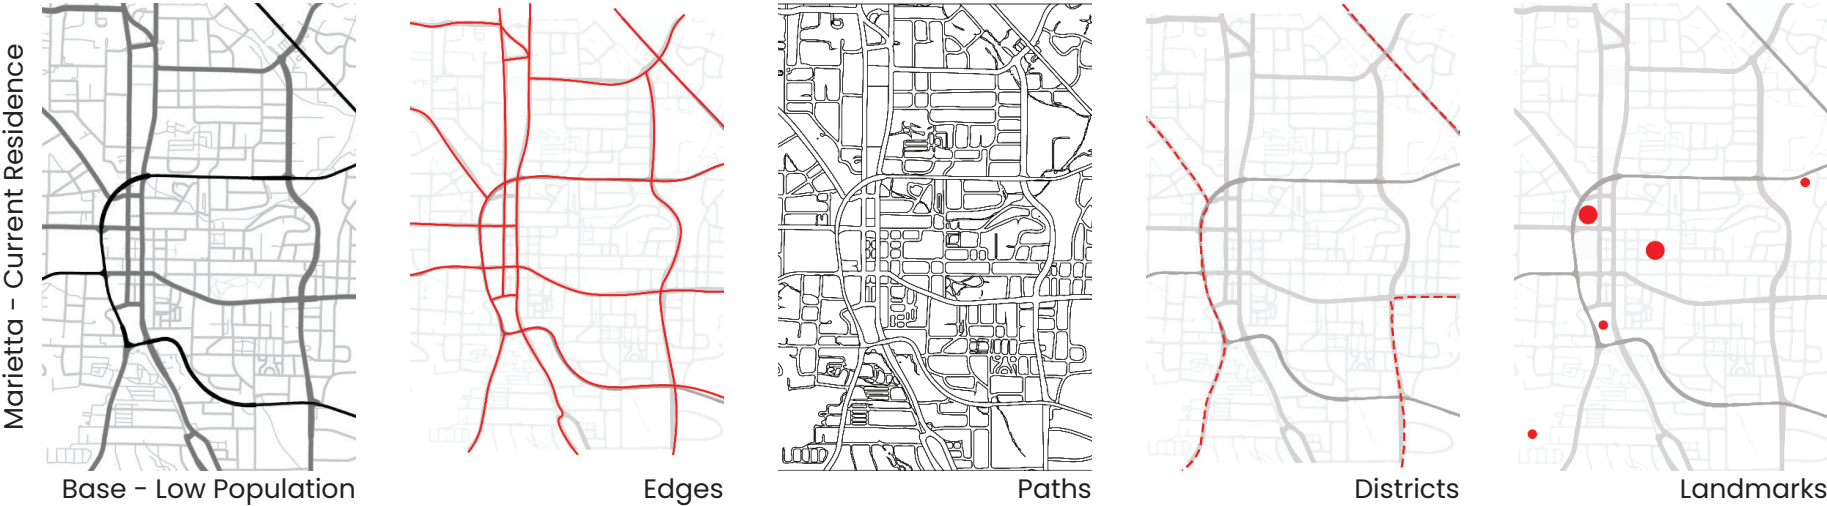 Marietta - Current Residence
Base - Low Population
Edges
Paths
Districts
Landmarks